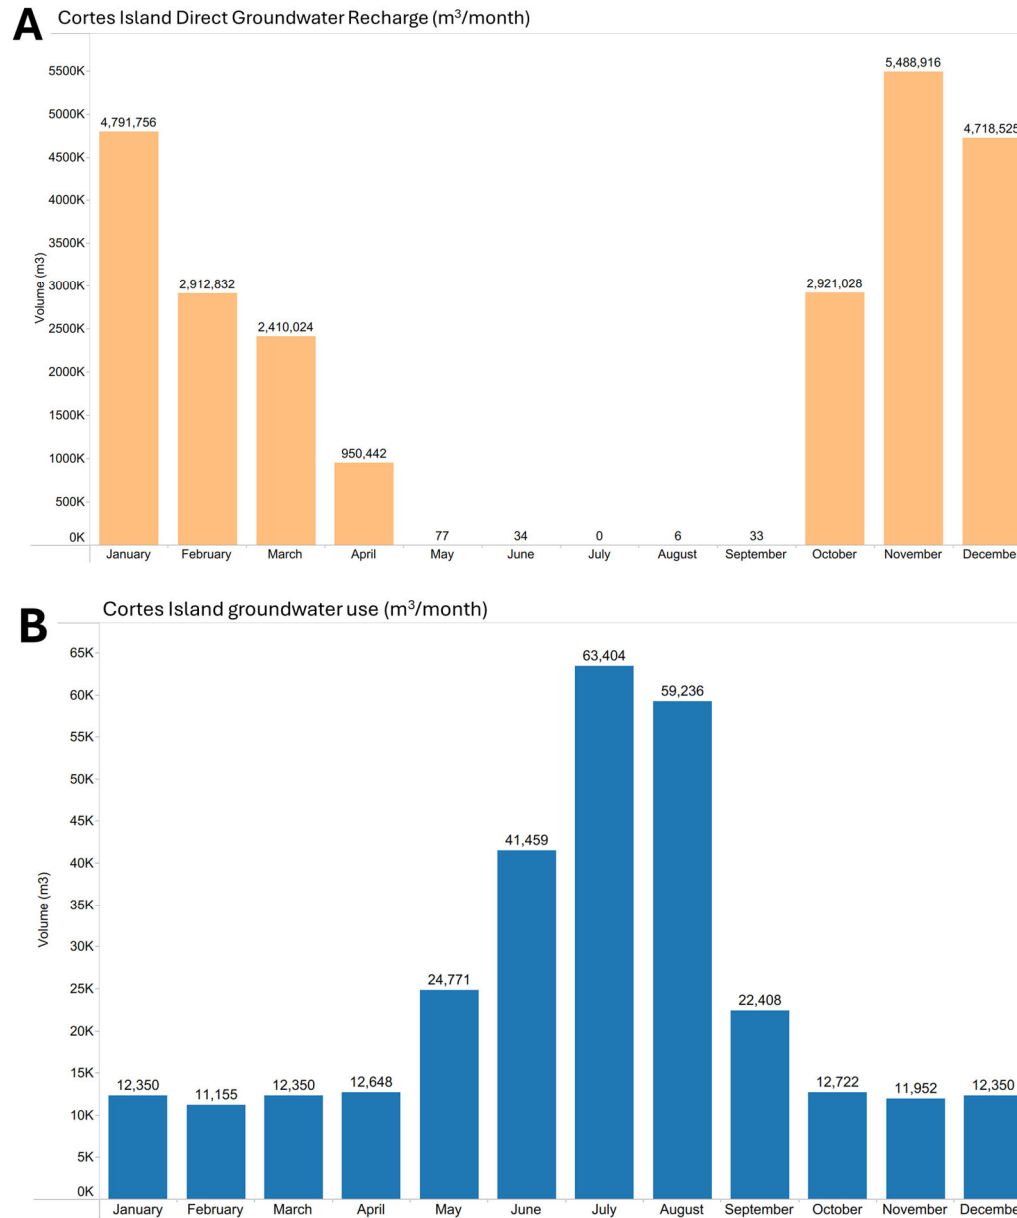 A
Cortes Island Direct Groundwater Recharge (m³/month)
5500K
5000K
4500K
4000K
3500K
3000K
2500K
2000K
1500K
1000K
500K
0K
Volume (m3)
4,791,756
2,912,832
2,410,024
950,442
77
34
0
6
33
2,921,028
5,488,916
4,718,525
January February March April May June July August September October November December
B
Cortes Island groundwater use (m³/month)
65K
60K
55K
50K
45K
40K
35K
30K
25K
20K
15K
10K
5K
0K
Volume (m3)
12,350
11,155
12,350
12,648
24,771
41,459
63,404
59,236
22,408
12,722
11,952
12,350
January February March April May June July August September October November December